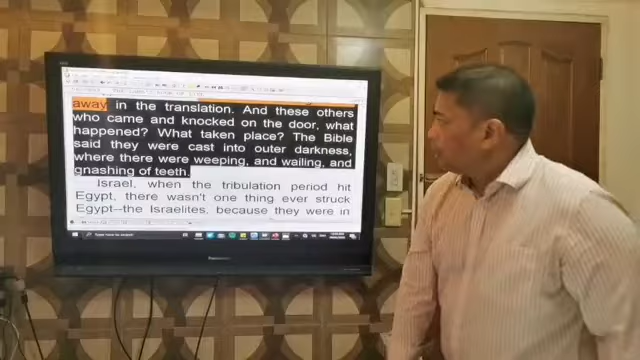 away in the translation. And these others
who came and knocked on the door, what
happened? What taken place? The Bible
said they were cast into outer darkness,
where there were weeping, and wailing, and
gnashing of teeth.
Israel, when the tribulation period hit
Egypt, there wasn't one thing ever struck
Egypt--the Israelites, because they were in
Panasonic